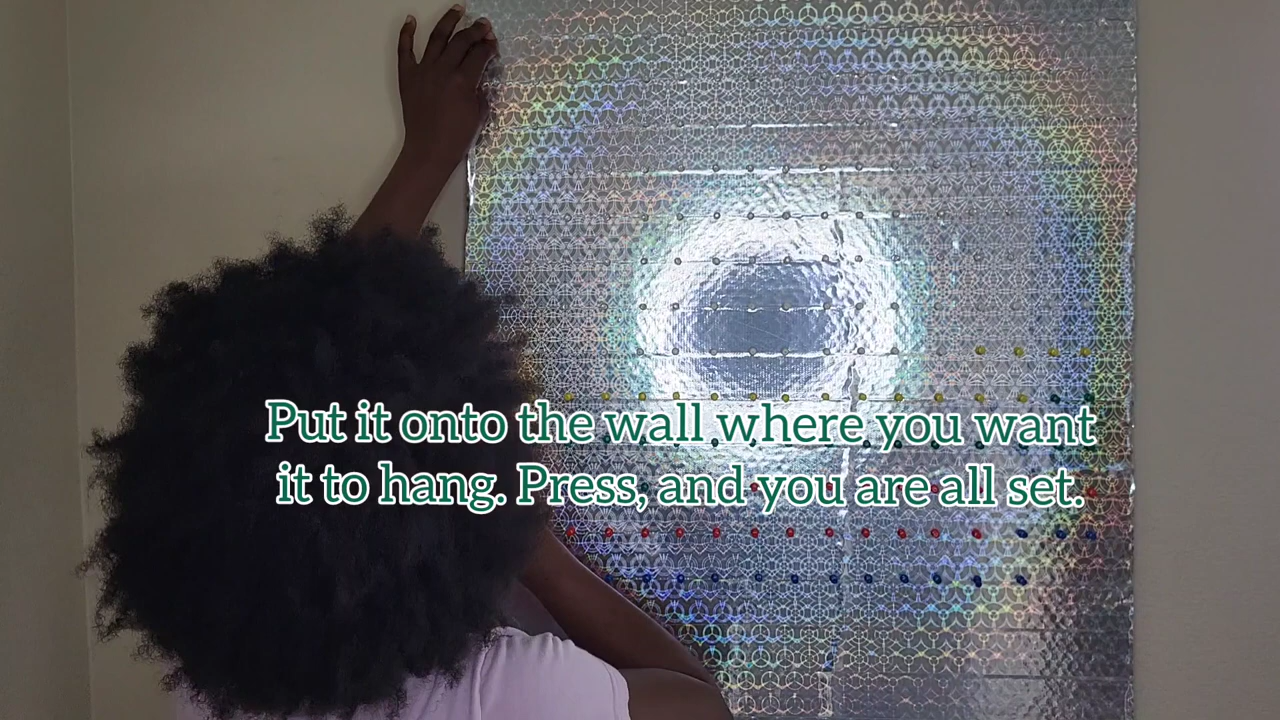 Put it onto the wall where you want
it to hang. Press, and you are all set.